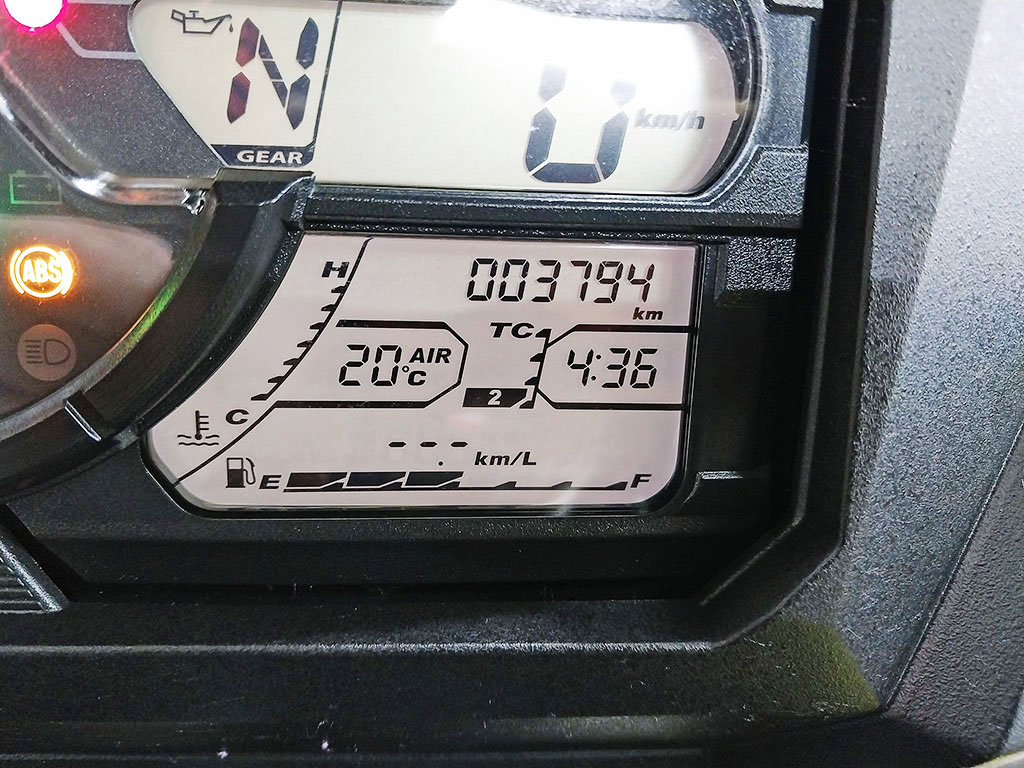 N
GEAR
0 km/h
ABS
H
003794
km
TC
20 AIR
°C
4:36
2
C
--.- km/L
E
F